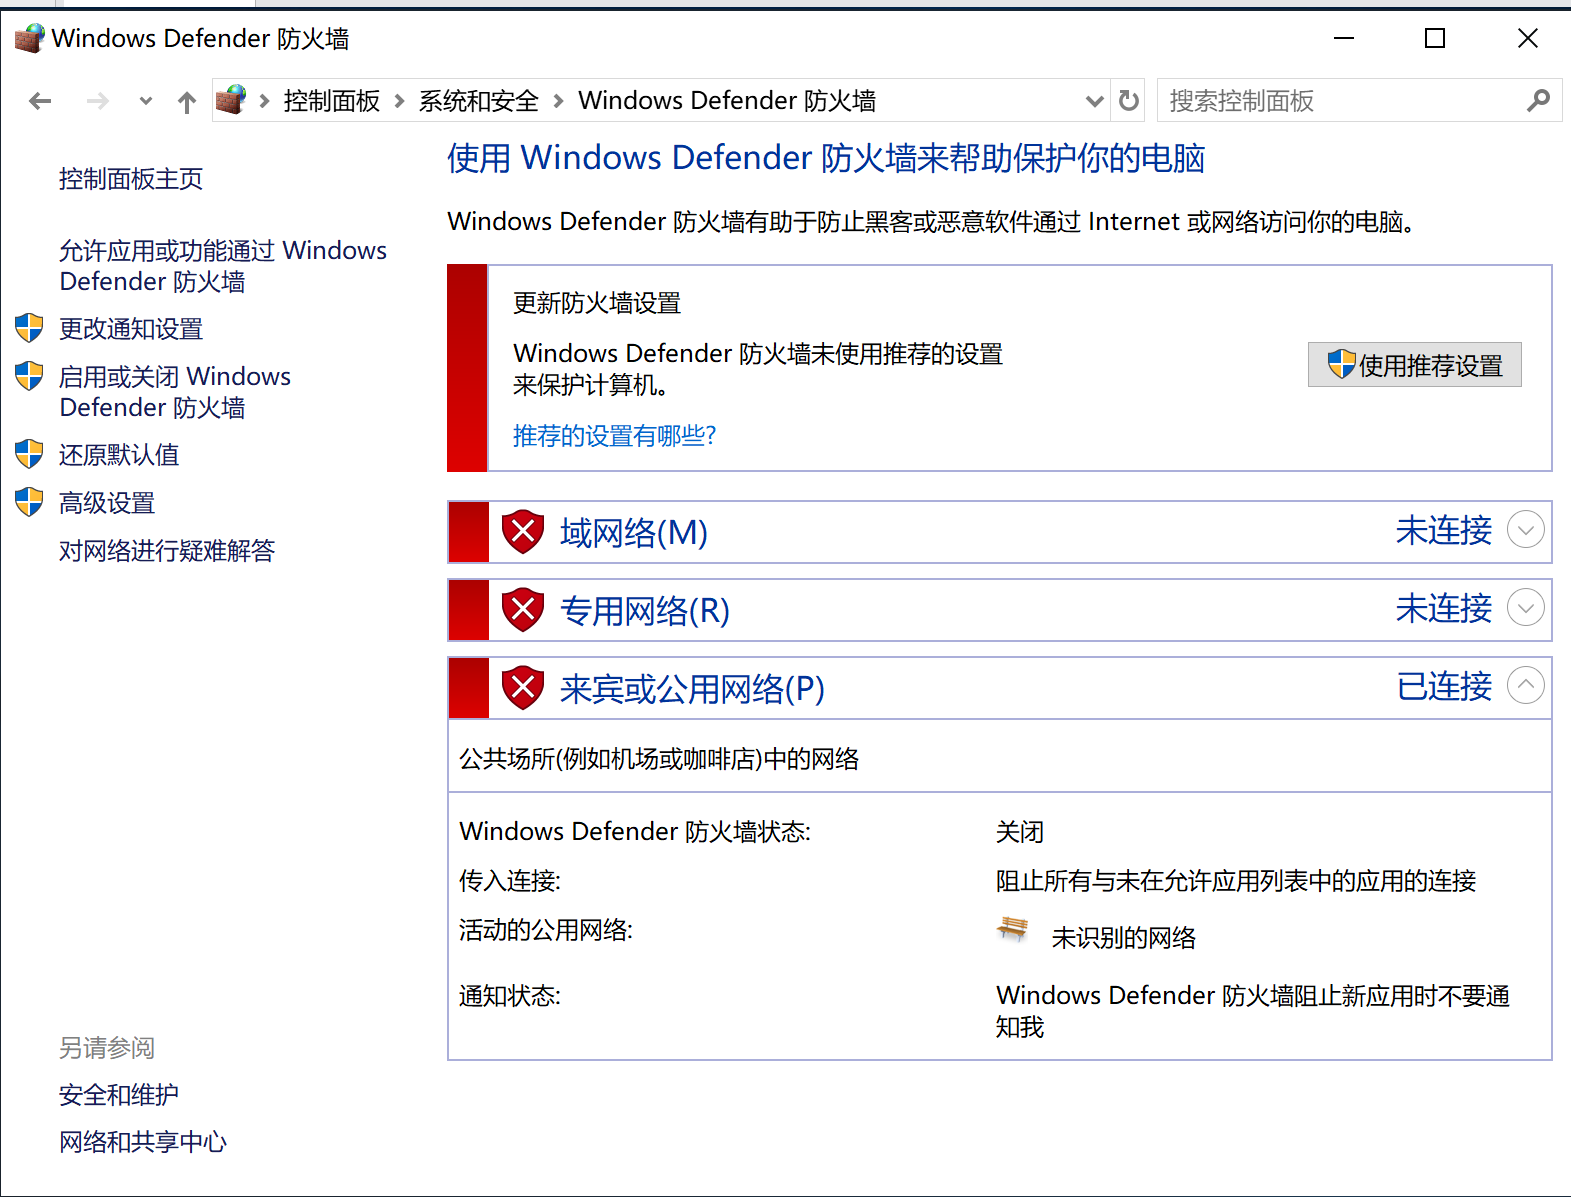 Windows Defender 防火墙
控制面板 系统和安全 Windows Defender 防火墙
搜索控制面板
控制面板主页
允许应用或功能通过 Windows
Defender 防火墙
更改通知设置
启用或关闭 Windows
Defender 防火墙
还原默认值
高级设置
对网络进行疑难解答
另请参阅
安全和维护
网络和共享中心
使用 Windows Defender 防火墙来帮助保护你的电脑
Windows Defender 防火墙有助于防止黑客或恶意软件通过 Internet 或网络访问你的电脑。
更新防火墙设置
Windows Defender 防火墙未使用推荐的设置
来保护计算机。
使用推荐设置
推荐的设置有哪些?
域网络(M) 未连接
专用网络(R) 未连接
来宾或公用网络(P) 已连接
公共场所(例如机场或咖啡店)中的网络
Windows Defender 防火墙状态: 关闭
传入连接: 阻止所有与未在允许应用列表中的应用的连接
活动的公用网络: 未识别的网络
通知状态: Windows Defender 防火墙阻止新应用时不要通
知我